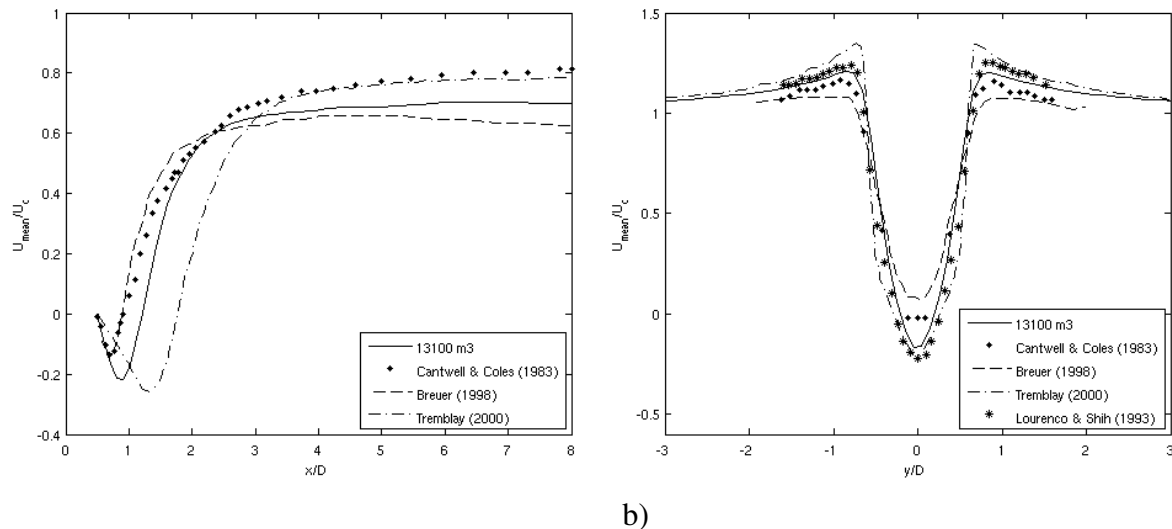 1
0.8
0.6
0.4
0.2
0
-0.2
-0.4
U_mean/U_c
0 1 2 3 4 5 6 7 8
x/D
13100 m3
Cantwell & Coles (1983)
Breuer (1998)
Tremblay (2000)
1.5
1.1
0.5
0
-0.5
U_mean/U_c
-3 -2 -1 0 1 2 3
y/D
13100 m3
Cantwell & Coles (1983)
Breuer (1998)
Tremblay (2000)
Lourenco & Shih (1993)
b)